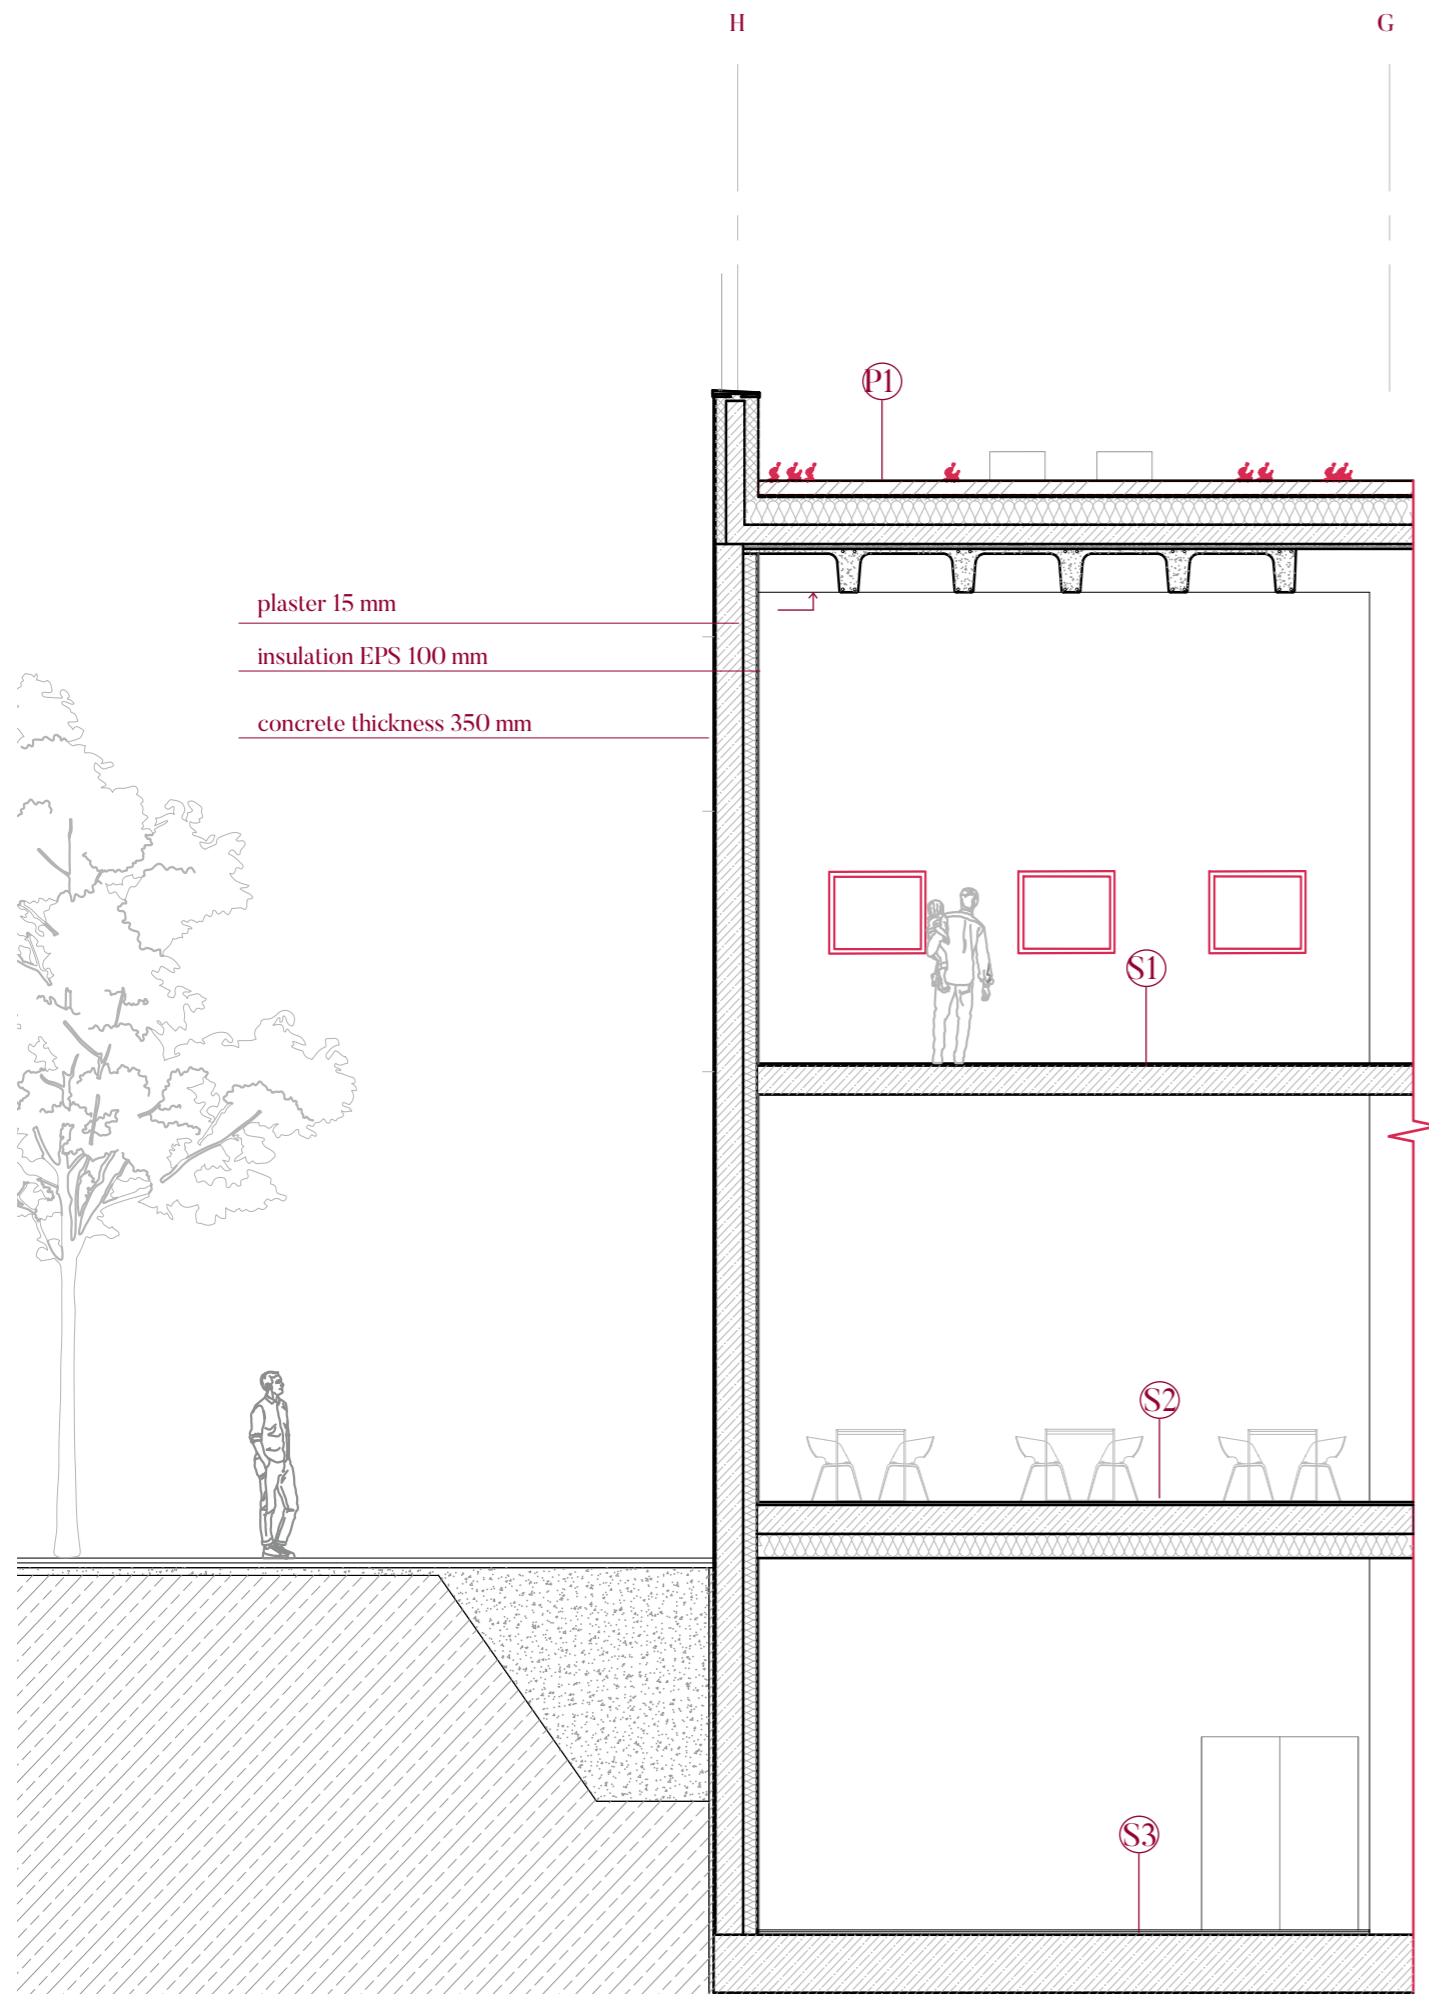 H
G
P1
plaster 15 mm
insulation EPS 100 mm
concrete thickness 350 mm
S1
S2
S3